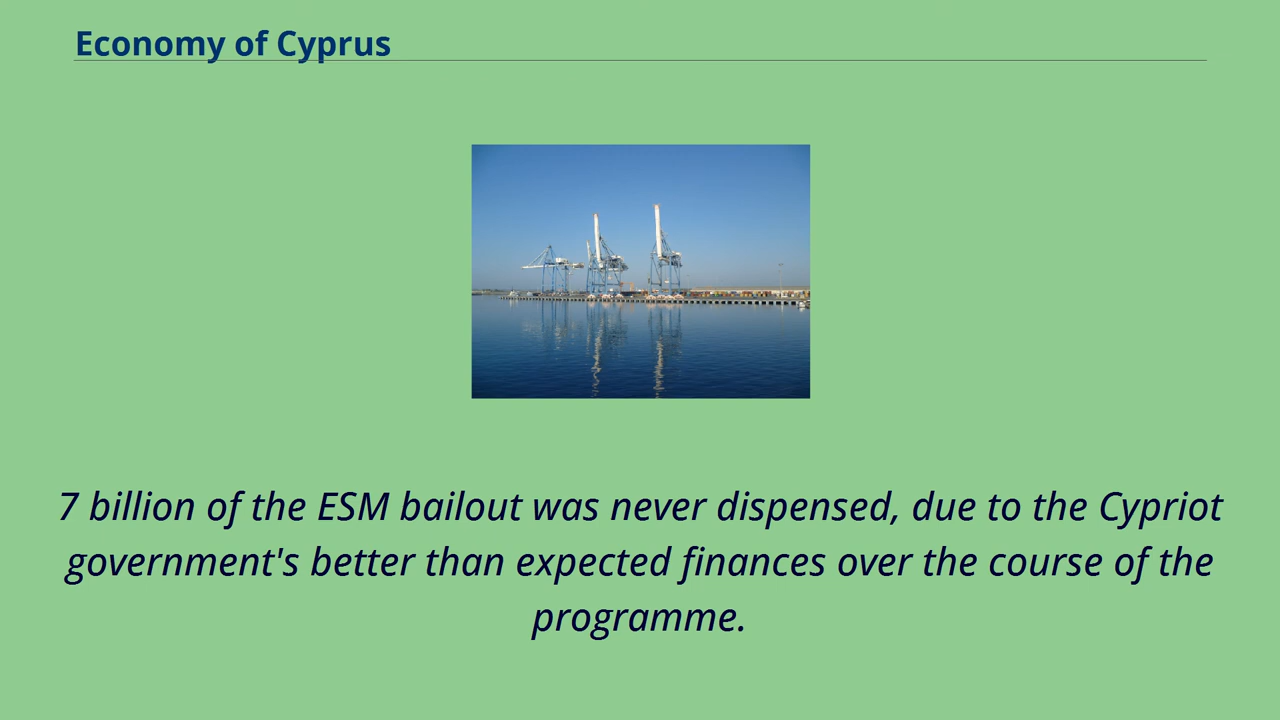 Economy of Cyprus
7 billion of the ESM bailout was never dispensed, due to the Cypriot
government's better than expected finances over the course of the
programme.